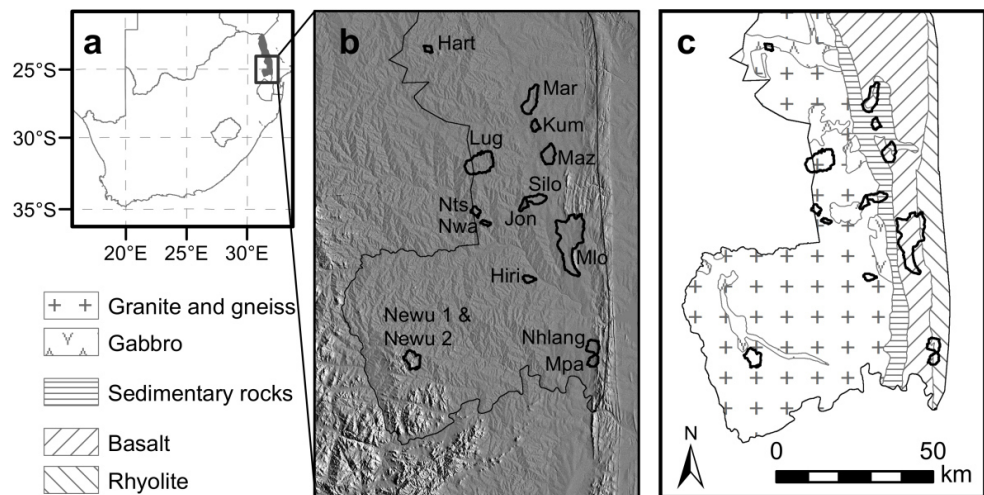 a
25°S
30°S
35°S
20°E
25°E
30°E
Granite and gneiss
Gabbro
Sedimentary rocks
Basalt
Rhyolite
b
Hart
Mar
Kum
Lug
Maz
Silo
Nts
Jon
Nwa
Mlo
Hiri
Newu 1 &
Newu 2
Nhlang
Mpa
c
N
0 50
km